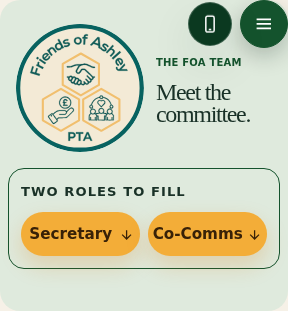 Friends of Ashley
£
PTA
THE FOA TEAM
Meet the
committee.
TWO ROLES TO FILL
Secretary ↓
Co-Comms ↓